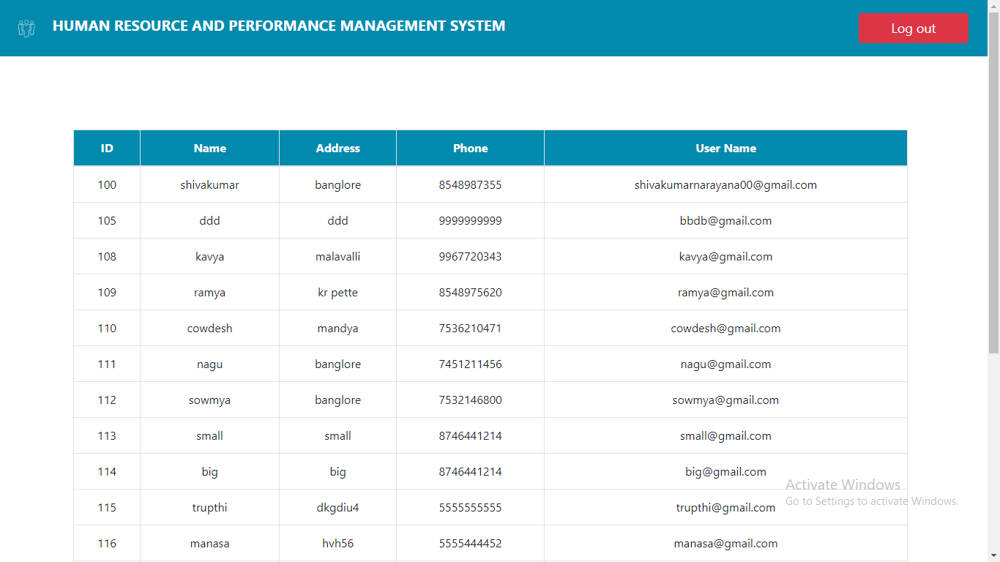 HUMAN RESOURCE AND PERFORMANCE MANAGEMENT SYSTEM Log out
ID Name Address Phone User Name
100 shivakumar banglore 8548987355 shivakumarnarayana00@gmail.com
105 ddd ddd 9999999999 bbdb@gmail.com
108 kavya malavalli 9967720343 kavya@gmail.com
109 ramya kr pette 8548975620 ramya@gmail.com
110 cowdesh mandya 7536210471 cowdesh@gmail.com
111 nagu banglore 7451211456 nagu@gmail.com
112 sowmya banglore 7532146800 sowmya@gmail.com
113 small small 8746441214 small@gmail.com
114 big big 8746441214 big@gmail.com
115 trupthi dkgdiu4 5555555555 trupthi@gmail.com
116 manasa hvh56 5555444452 manasa@gmail.com
Activate Windows
Go to Settings to activate Windows.